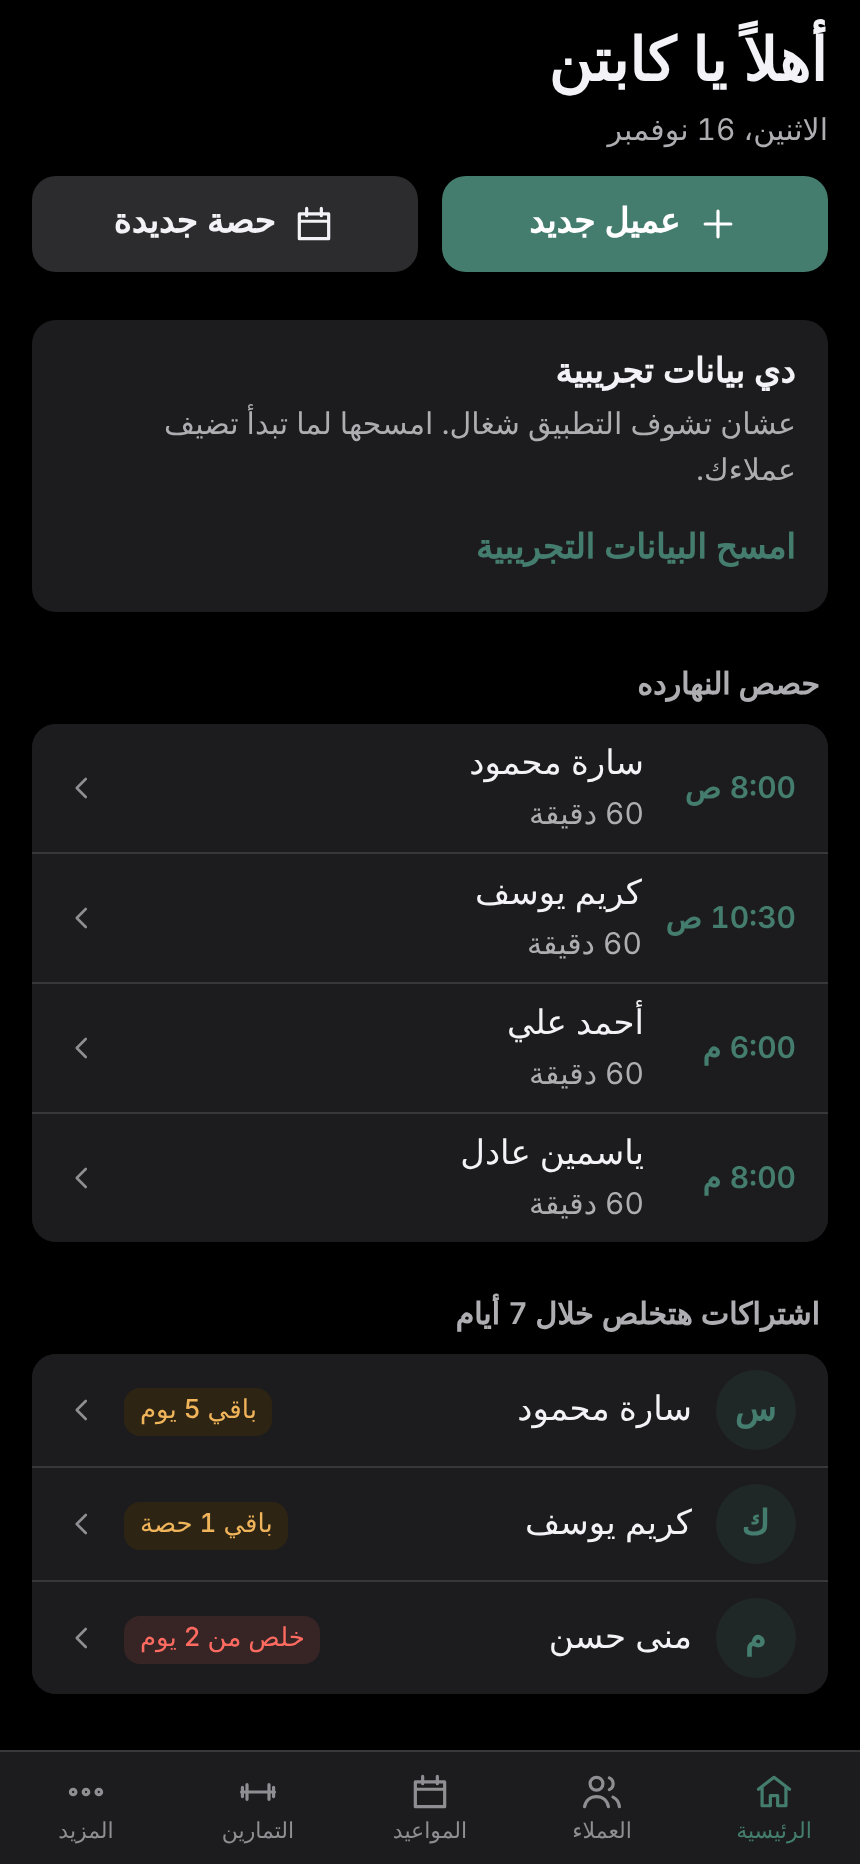 أهلاً يا كابتن
الاثنين، 16 نوفمبر
عميل جديد
حصة جديدة
دي بيانات تجريبية
عشان تشوف التطبيق شغال. امسحها لما تبدأ تضيف
عملاءك.
امسح البيانات التجريبية
حصص النهارده
8:00 ص
سارة محمود
60 دقيقة
10:30 ص
كريم يوسف
60 دقيقة
6:00 م
أحمد علي
60 دقيقة
8:00 م
ياسمين عادل
60 دقيقة
اشتراكات هتخلص خلال 7 أيام
س
سارة محمود
باقي 5 يوم
ك
كريم يوسف
باقي 1 حصة
م
منى حسن
خلص من 2 يوم
الرئيسية
العملاء
المواعيد
التمارين
المزيد